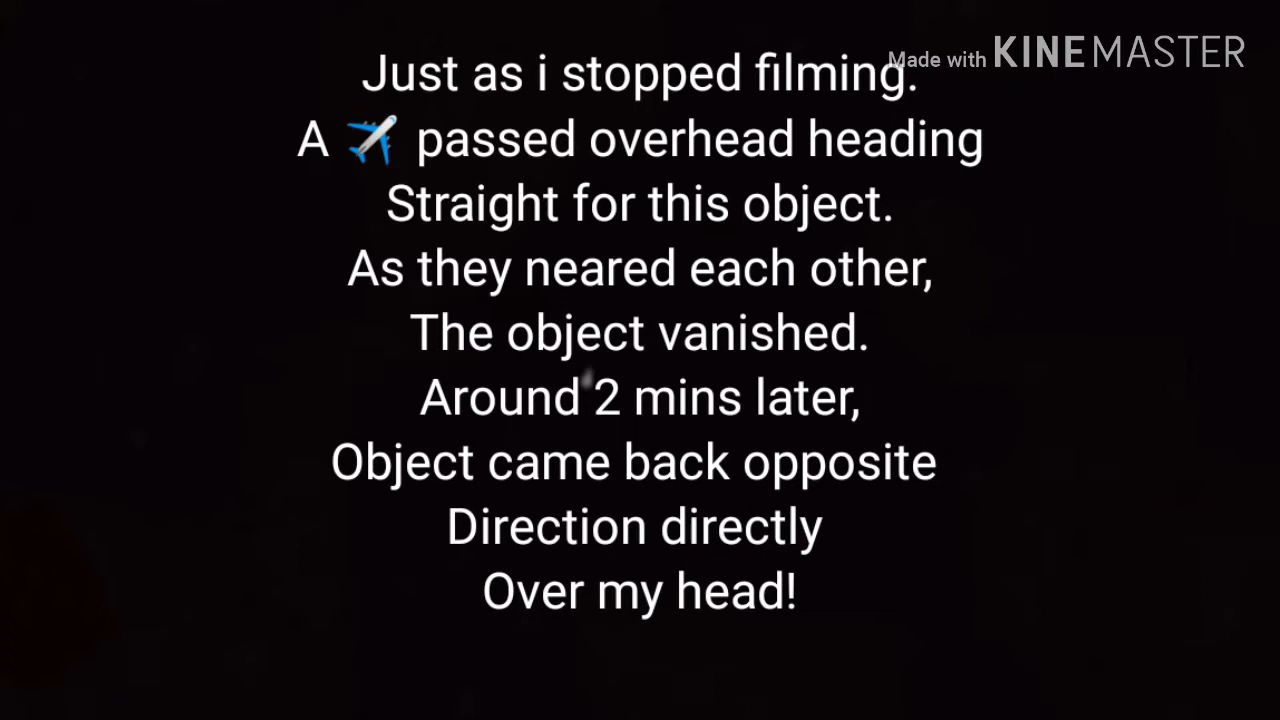 Made with KINEMASTER
Just as i stopped filming.
A ✈️ passed overhead heading
Straight for this object.
As they neared each other,
The object vanished.
Around 2 mins later,
Object came back opposite
Direction directly
Over my head!